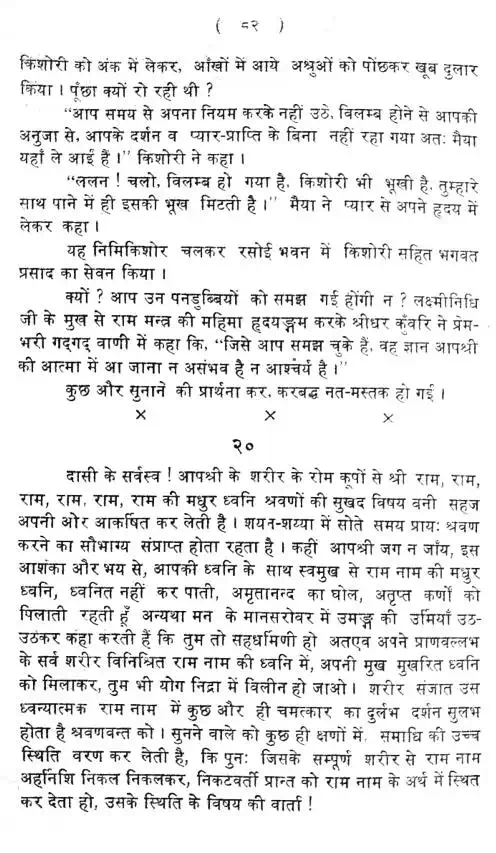 ( ८२ )
किशोरी को अंक में लेकर, आँखों में आये अश्रुओं को पोंछकर खूब दुलार
किया । पूँछा क्यों रो रही थी ?
“आप समय से अपना नियम करके नहीं उठे, विलम्ब होने से आपकी
अनुजा से, आपके दर्शन व प्यार-प्राप्ति के बिना नहीं रहा गया अतः मैया
यहाँ ले आईं हैं ।” किशोरी ने कहा ।
“ललन ! चलो, विलम्ब हो गया है, किशोरी भी भूखी है, तुम्हारे
साथ पाने में ही इसकी भूख मिटती है ।” मैया ने प्यार से अपने हृदय में
लेकर कहा ।
यह निमिकिशोर चलकर रसोई भवन में किशोरी सहित भगवत
प्रसाद का सेवन किया ।
क्यों ? आप उन पनडुब्बियों को समझ गई होंगी न ? लक्ष्मीनिधि
जी के मुख से राम मन्त्र की महिमा हृदयङ्गम करके श्रीधर कुँवरि ने प्रेम-
भरी गद्गद् वाणी में कहा कि, “जिसे आप समझ चुके हैं, वह ज्ञान आपश्री
की आत्मा में आ जाना न असंभव है न आश्चर्य है ।”
कुछ और सुनाने की प्रार्थना कर, करबद्ध नत-मस्तक हो गई ।
× × ×
२०
दासी के सर्वस्व ! आपश्री के शरीर के रोम कूपों से श्री राम, राम,
राम, राम, राम, राम की मधुर ध्वनि श्रवणों की सुखद विषय बनी सहज
अपनी ओर आकर्षित कर लेती है । शयन-शय्या में सोते समय प्रायः श्रवण
करने का सौभाग्य संप्राप्त होता रहता है । कहीं आपश्री जग न जाँय, इस
आशंका और भय से, आपकी ध्वनि के साथ स्वमुख से राम नाम की मधुर
ध्वनि, ध्वनित नहीं कर पाती, अमृतानन्द का घोल, अतृप्त कर्णों को
पिलाती रहती हूँ अन्यथा मन के मानसरोवर में उमङ्ग की उर्मियाँ उठ-
उठकर कहा करती हैं कि तुम तो सहधर्मिणी हो अतएव अपने प्राणवल्लभ
के सर्व शरीर विनिश्रित राम नाम की ध्वनि में, अपनी मुख मुखरित ध्वनि
को मिलाकर, तुम भी योग निद्रा में विलीन हो जाओ । शरीर संजात उस
ध्वन्यात्मक राम नाम में कुछ और ही चमत्कार का दुर्लभ दर्शन सुलभ
होता है श्रवणवन्त को । सुनने वाले को कुछ ही क्षणों में, समाधि की उच्च
स्थिति वरण कर लेती है, कि पुनः जिसके सम्पूर्ण शरीर से राम नाम
अहर्निशि निकल निकलकर, निकटवर्ती प्रान्त को राम नाम के अर्थ में स्थित
कर देता हो, उसके स्थिति के विषय की वार्ता !